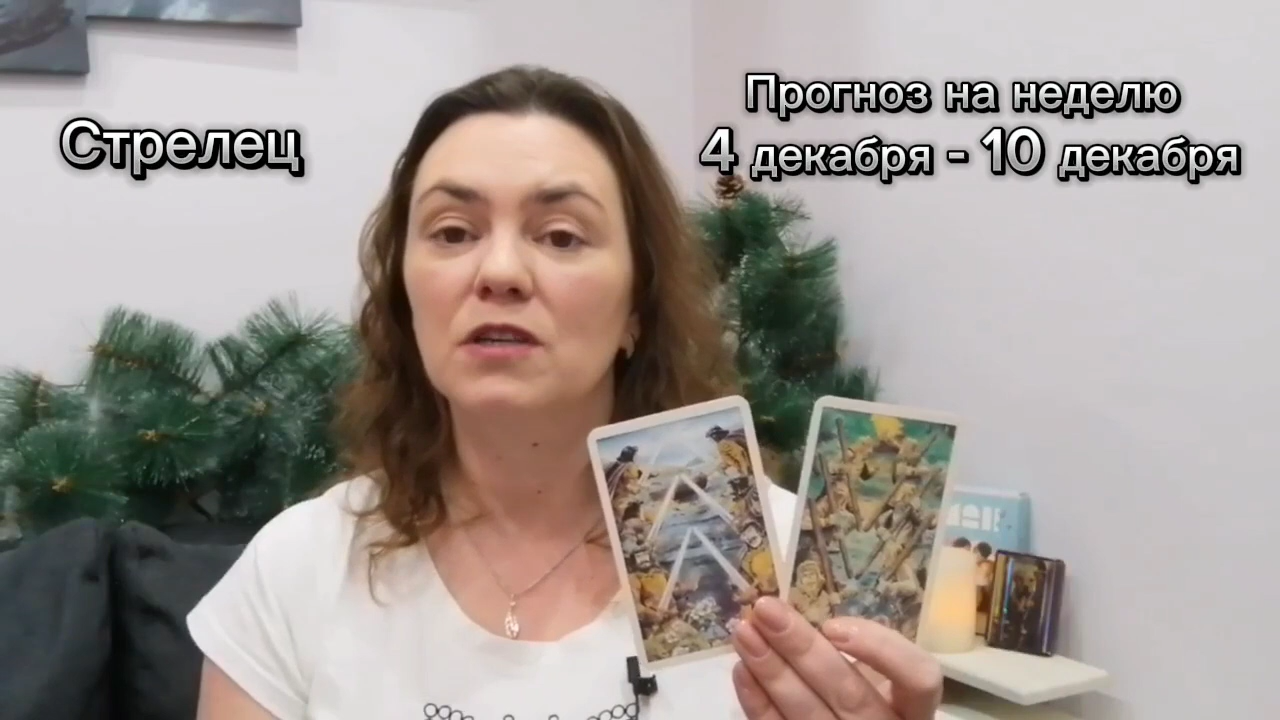 Стрелец
Прогноз на неделю
4 декабря - 10 декабря